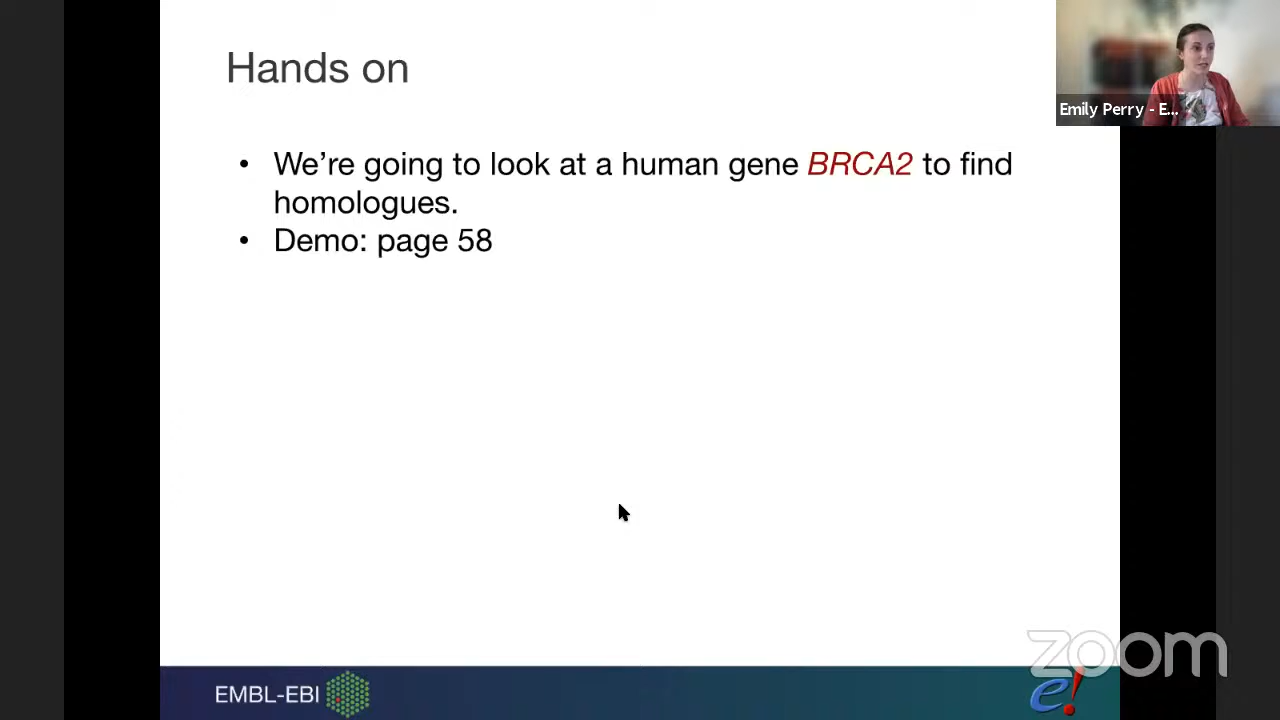 Hands on
Emily Perry - E...
• We're going to look at a human gene BRCA2 to find
homologues.
• Demo: page 58
zoom
EMBL-EBI
e!